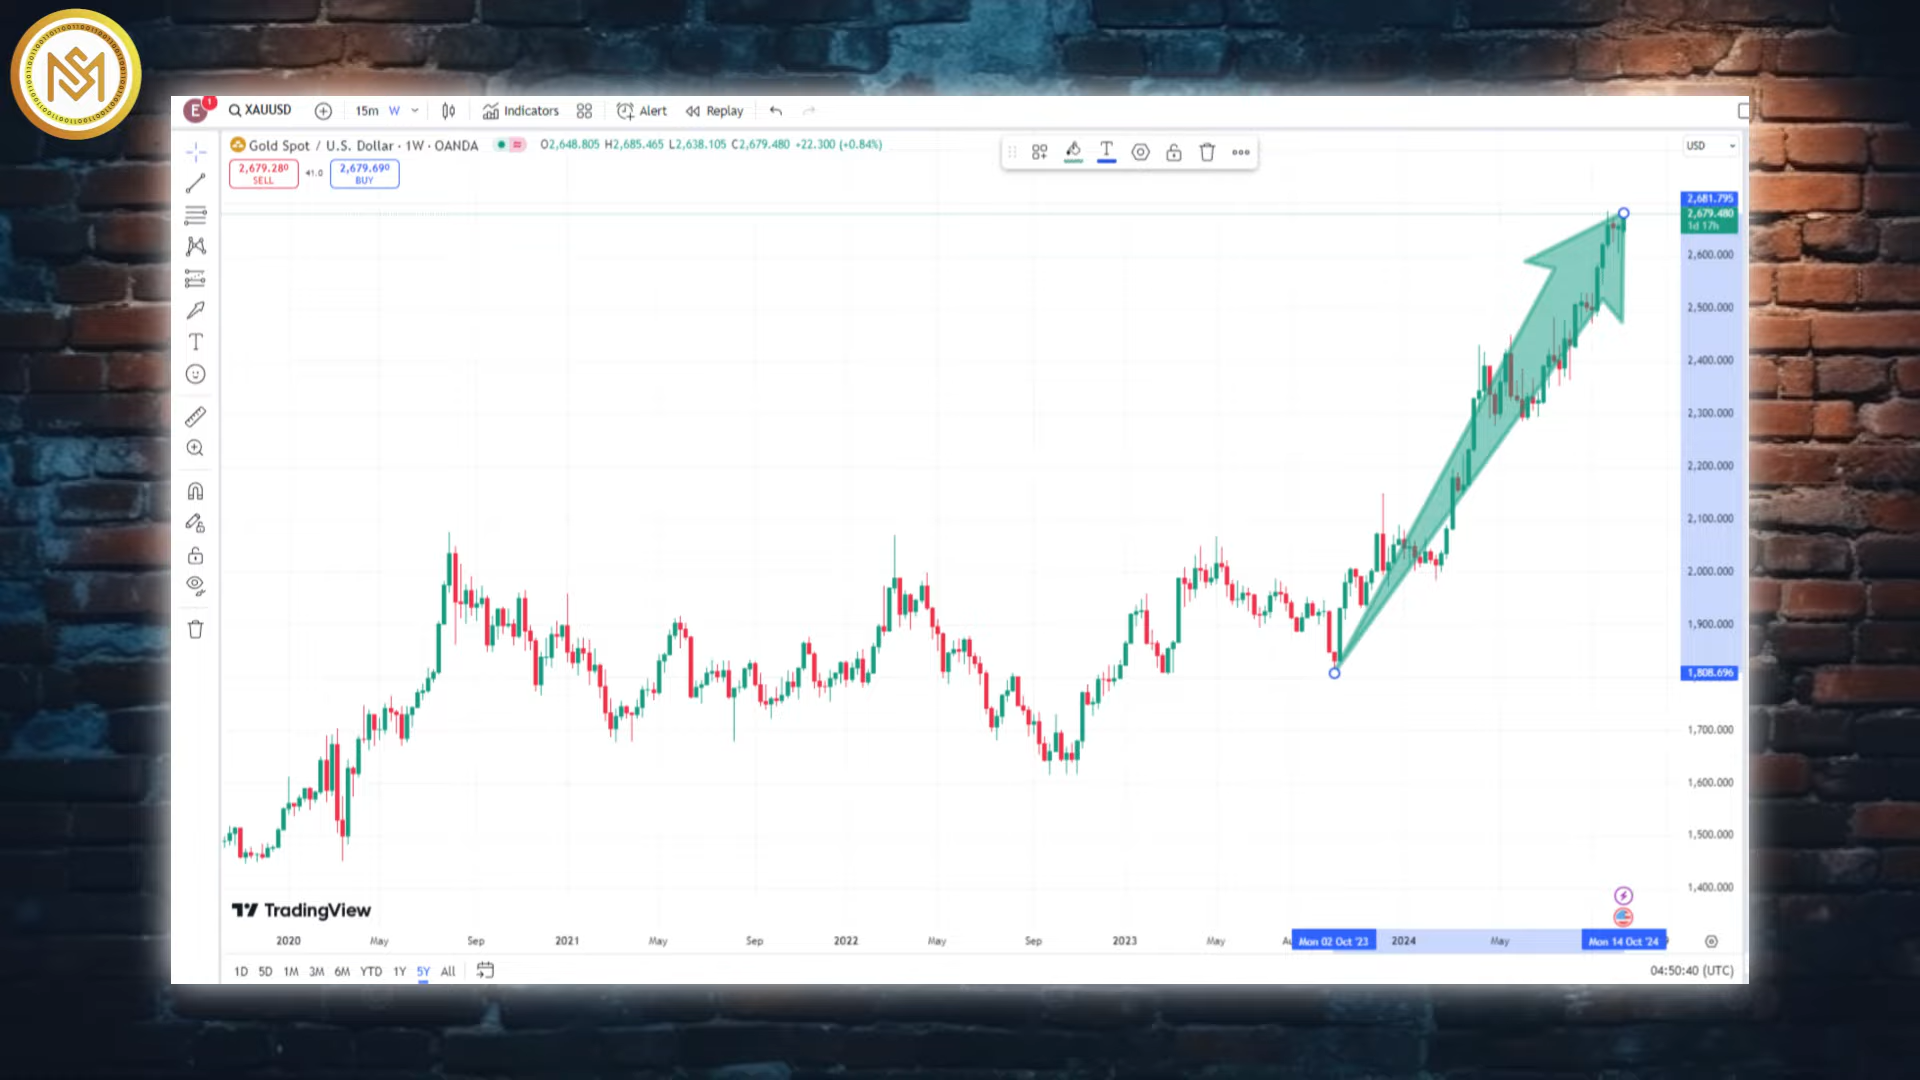 E 1 XAUUSD 15m W Indicators Alert Replay
Gold Spot / U.S. Dollar · 1W · OANDA O2,648.805 H2,685.465 L2,638.105 C2,679.480 +22.300 (+0.84%)
USD
2,679.280 SELL 41.0 2,679.690 BUY
T
2,681.795
2,679.480
1d 17h
2,600.000
2,500.000
2,400.000
2,300.000
2,200.000
2,100.000
2,000.000
1,900.000
1,808.696
1,700.000
1,600.000
1,500.000
1,400.000
TradingView
2020 May Sep 2021 May Sep 2022 May Sep 2023 May Mon 02 Oct '23 2024 May Mon 14 Oct '24
1D 5D 1M 3M 6M YTD 1Y 5Y All 04:50:40 (UTC)